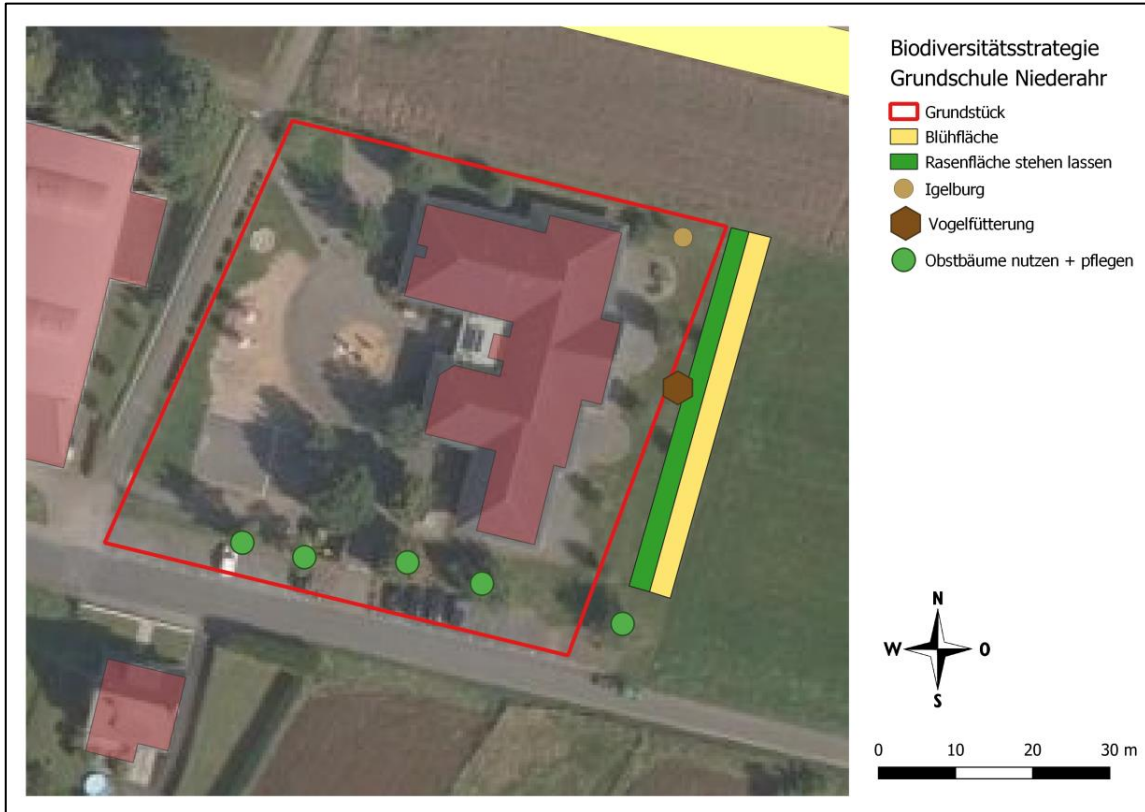 Biodiversitätsstrategie
Grundschule Niederahr
Grundstück
Blühfläche
Rasenfläche stehen lassen
Igelburg
Vogelfütterung
Obstbäume nutzen + pflegen
N
W O
S
0 10 20 30 m